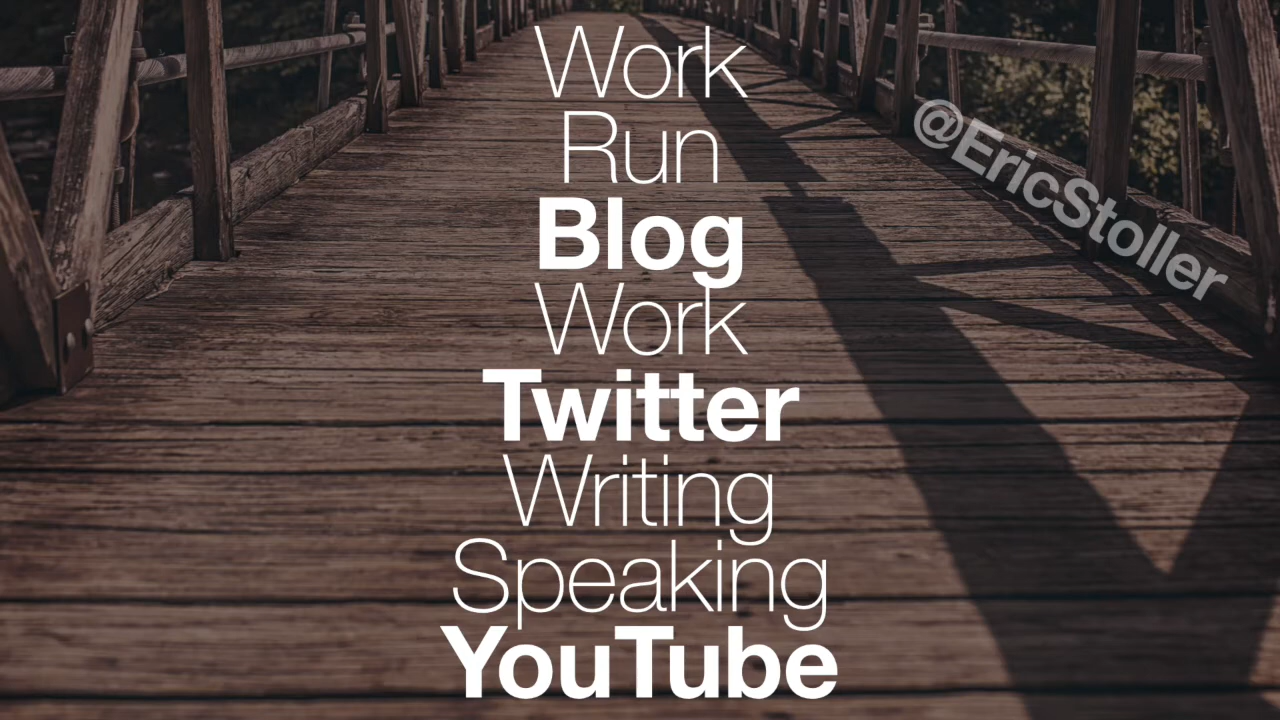 Work
Run
Blog
Work
Twitter
Writing
Speaking
YouTube
@EricStoller